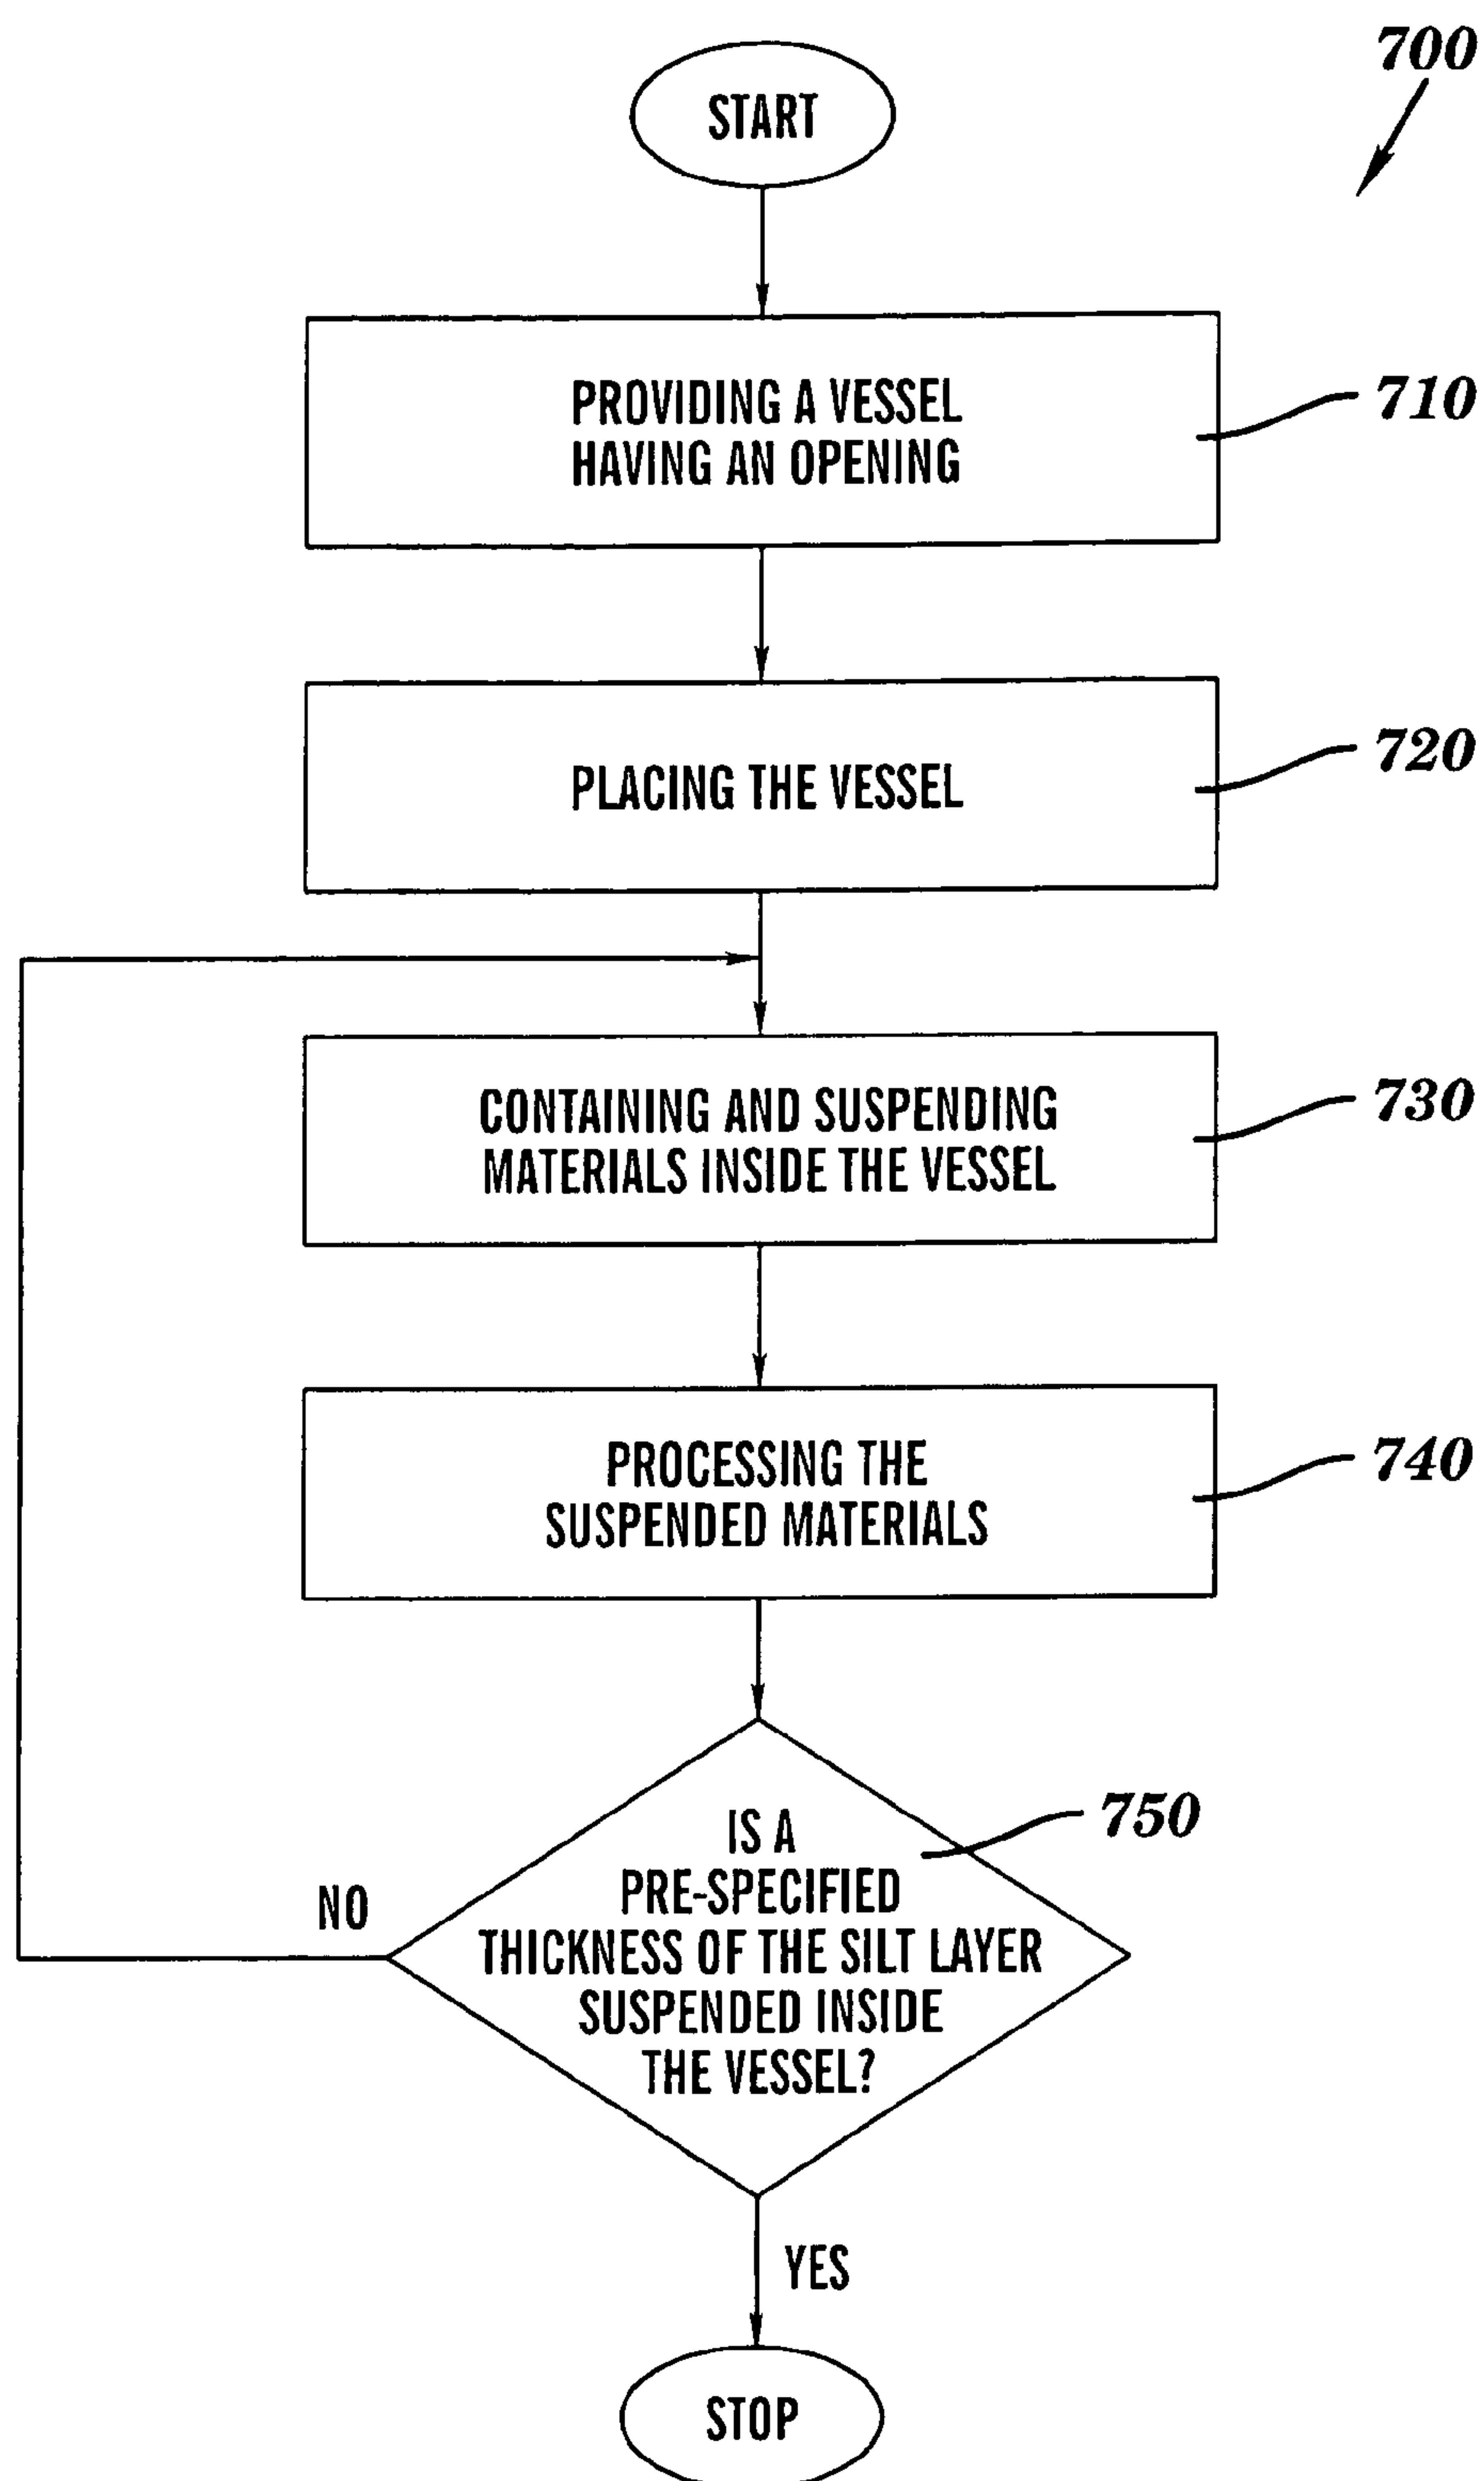 700
START
PROVIDING A VESSEL
HAVING AN OPENING
710
PLACING THE VESSEL
720
CONTAINING AND SUSPENDING
MATERIALS INSIDE THE VESSEL
730
PROCESSING THE
SUSPENDED MATERIALS
740
IS A
PRE-SPECIFIED
THICKNESS OF THE SILT LAYER
SUSPENDED INSIDE
THE VESSEL?
750
NO
YES
STOP